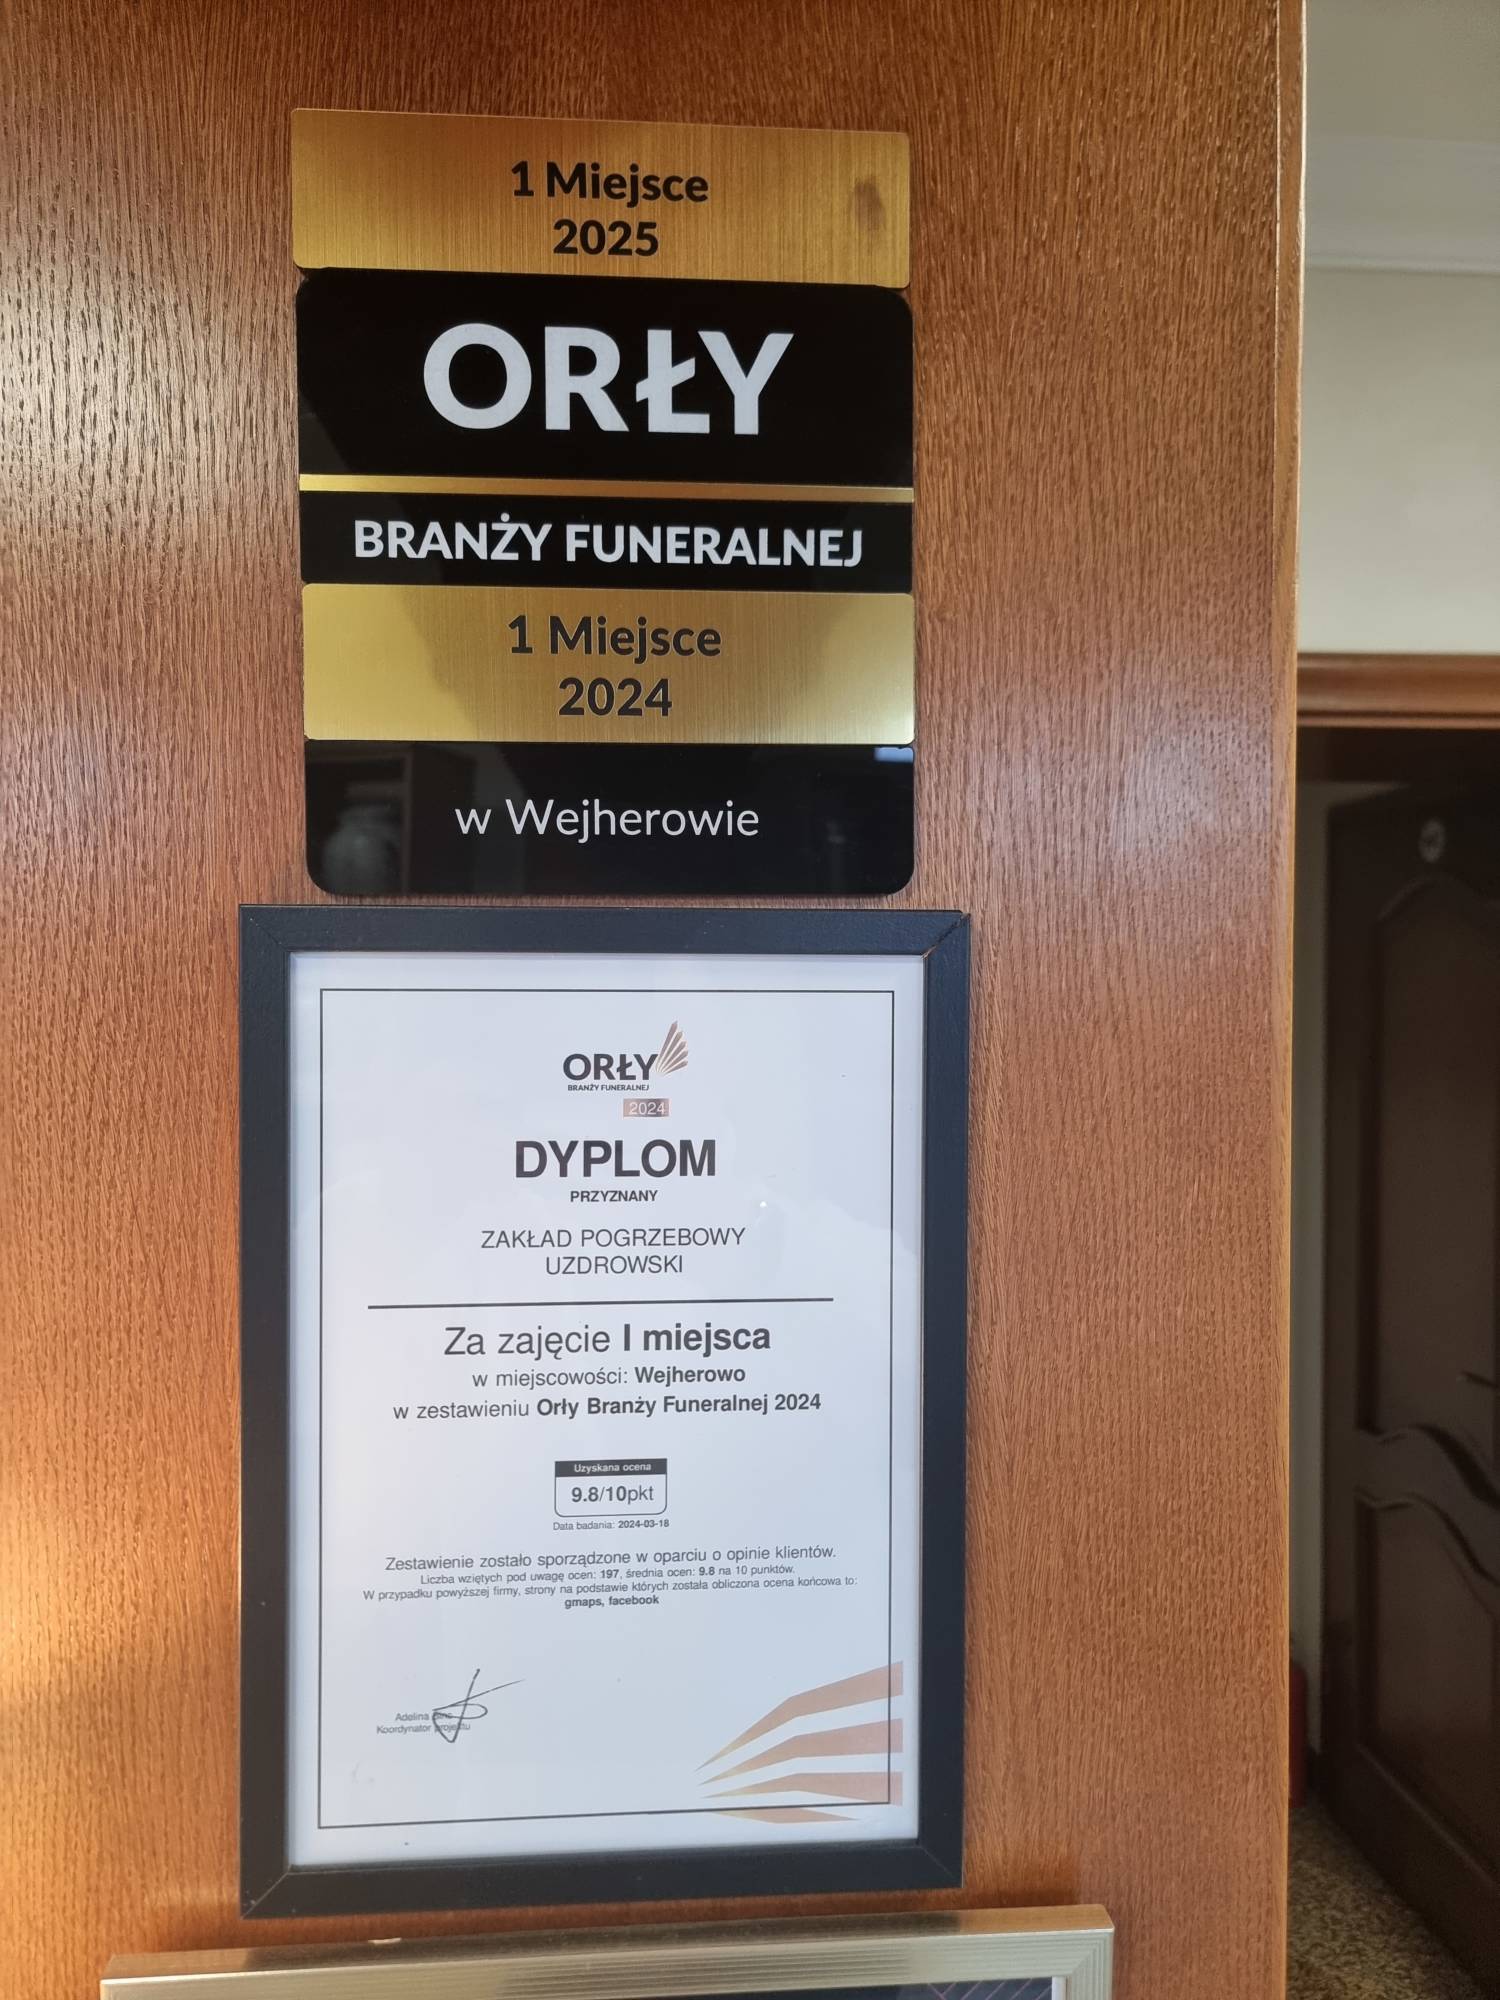 1 Miejsce
2025
ORŁY
BRANŻY FUNERALNEJ
1 Miejsce
2024
w Wejherowie
ORŁY
BRANŻY FUNERALNEJ
2024
DYPLOM
PRZYZNANY
ZAKŁAD POGRZEBOWY
UZDROWSKI
Za zajęcie I miejsca
w miejscowości: Wejherowo
w zestawieniu Orły Branży Funeralnej 2024
Uzyskana ocena
9.8/10pkt
Data badania: 2024-03-18
Zestawienie zostało sporządzone w oparciu o opinie klientów.
Liczba wziętych pod uwagę ocen: 197, średnia ocen: 9.8 na 10 punktów.
W przypadku powyższej firmy, strony na podstawie których została obliczona ocena końcowa to:
gmaps, facebook
Adelina
Koordynator projektu